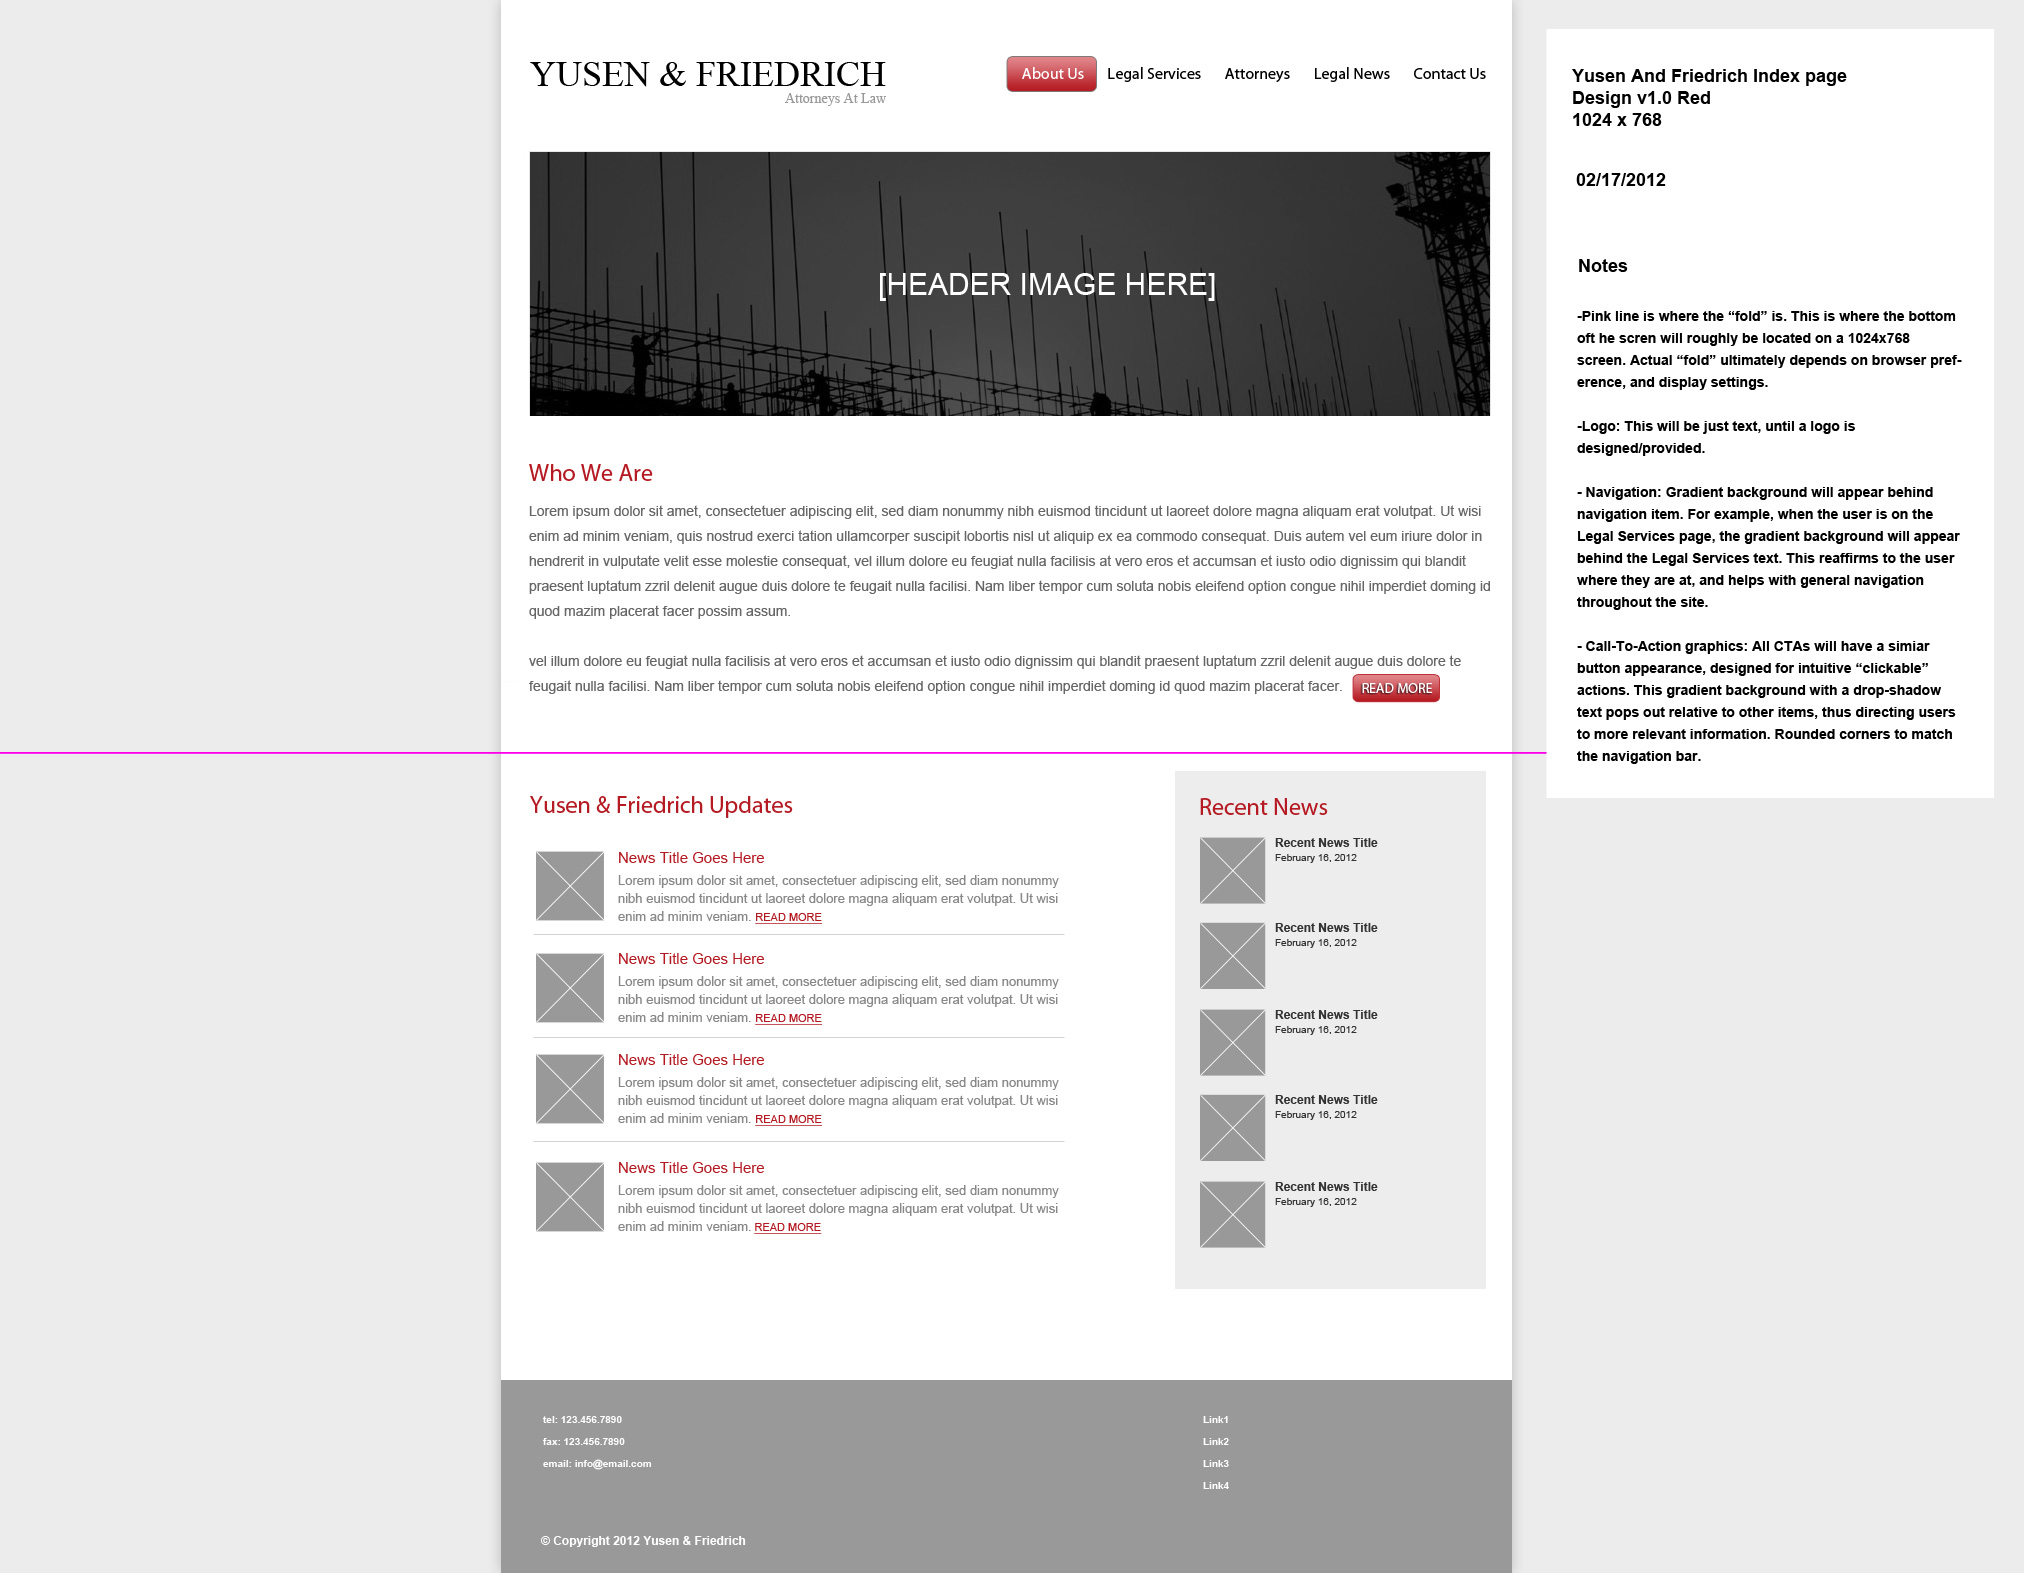 YUSEN & FRIEDRICH
Attorneys At Law
About Us Legal Services Attorneys Legal News Contact Us
[HEADER IMAGE HERE]
Who We Are
Lorem ipsum dolor sit amet, consectetuer adipiscing elit, sed diam nonummy nibh euismod tincidunt ut laoreet dolore magna aliquam erat volutpat. Ut wisi
enim ad minim veniam, quis nostrud exerci tation ullamcorper suscipit lobortis nisl ut aliquip ex ea commodo consequat. Duis autem vel eum iriure dolor in
hendrerit in vulputate velit esse molestie consequat, vel illum dolore eu feugiat nulla facilisis at vero eros et accumsan et iusto odio dignissim qui blandit
praesent luptatum zzril delenit augue duis dolore te feugait nulla facilisi. Nam liber tempor cum soluta nobis eleifend option congue nihil imperdiet doming id
quod mazim placerat facer possim assum.
vel illum dolore eu feugiat nulla facilisis at vero eros et accumsan et iusto odio dignissim qui blandit praesent luptatum zzril delenit augue duis dolore te
feugait nulla facilisi. Nam liber tempor cum soluta nobis eleifend option congue nihil imperdiet doming id quod mazim placerat facer. READ MORE
Yusen & Friedrich Updates
News Title Goes Here
Lorem ipsum dolor sit amet, consectetuer adipiscing elit, sed diam nonummy
nibh euismod tincidunt ut laoreet dolore magna aliquam erat volutpat. Ut wisi
enim ad minim veniam. READ MORE
News Title Goes Here
Lorem ipsum dolor sit amet, consectetuer adipiscing elit, sed diam nonummy
nibh euismod tincidunt ut laoreet dolore magna aliquam erat volutpat. Ut wisi
enim ad minim veniam. READ MORE
News Title Goes Here
Lorem ipsum dolor sit amet, consectetuer adipiscing elit, sed diam nonummy
nibh euismod tincidunt ut laoreet dolore magna aliquam erat volutpat. Ut wisi
enim ad minim veniam. READ MORE
News Title Goes Here
Lorem ipsum dolor sit amet, consectetuer adipiscing elit, sed diam nonummy
nibh euismod tincidunt ut laoreet dolore magna aliquam erat volutpat. Ut wisi
enim ad minim veniam. READ MORE
Recent News
Recent News Title
February 16, 2012
Recent News Title
February 16, 2012
Recent News Title
February 16, 2012
Recent News Title
February 16, 2012
Recent News Title
February 16, 2012
tel: 123.456.7890
fax: 123.456.7890
email: info@email.com
Link1
Link2
Link3
Link4
© Copyright 2012 Yusen & Friedrich
Yusen And Friedrich Index page
Design v1.0 Red
1024 x 768
02/17/2012
Notes
-Pink line is where the “fold” is. This is where the bottom
oft he scren will roughly be located on a 1024x768
screen. Actual “fold” ultimately depends on browser pref-
erence, and display settings.
-Logo: This will be just text, until a logo is
designed/provided.
- Navigation: Gradient background will appear behind
navigation item. For example, when the user is on the
Legal Services page, the gradient background will appear
behind the Legal Services text. This reaffirms to the user
where they are at, and helps with general navigation
throughout the site.
- Call-To-Action graphics: All CTAs will have a simiar
button appearance, designed for intuitive “clickable”
actions. This gradient background with a drop-shadow
text pops out relative to other items, thus directing users
to more relevant information. Rounded corners to match
the navigation bar.